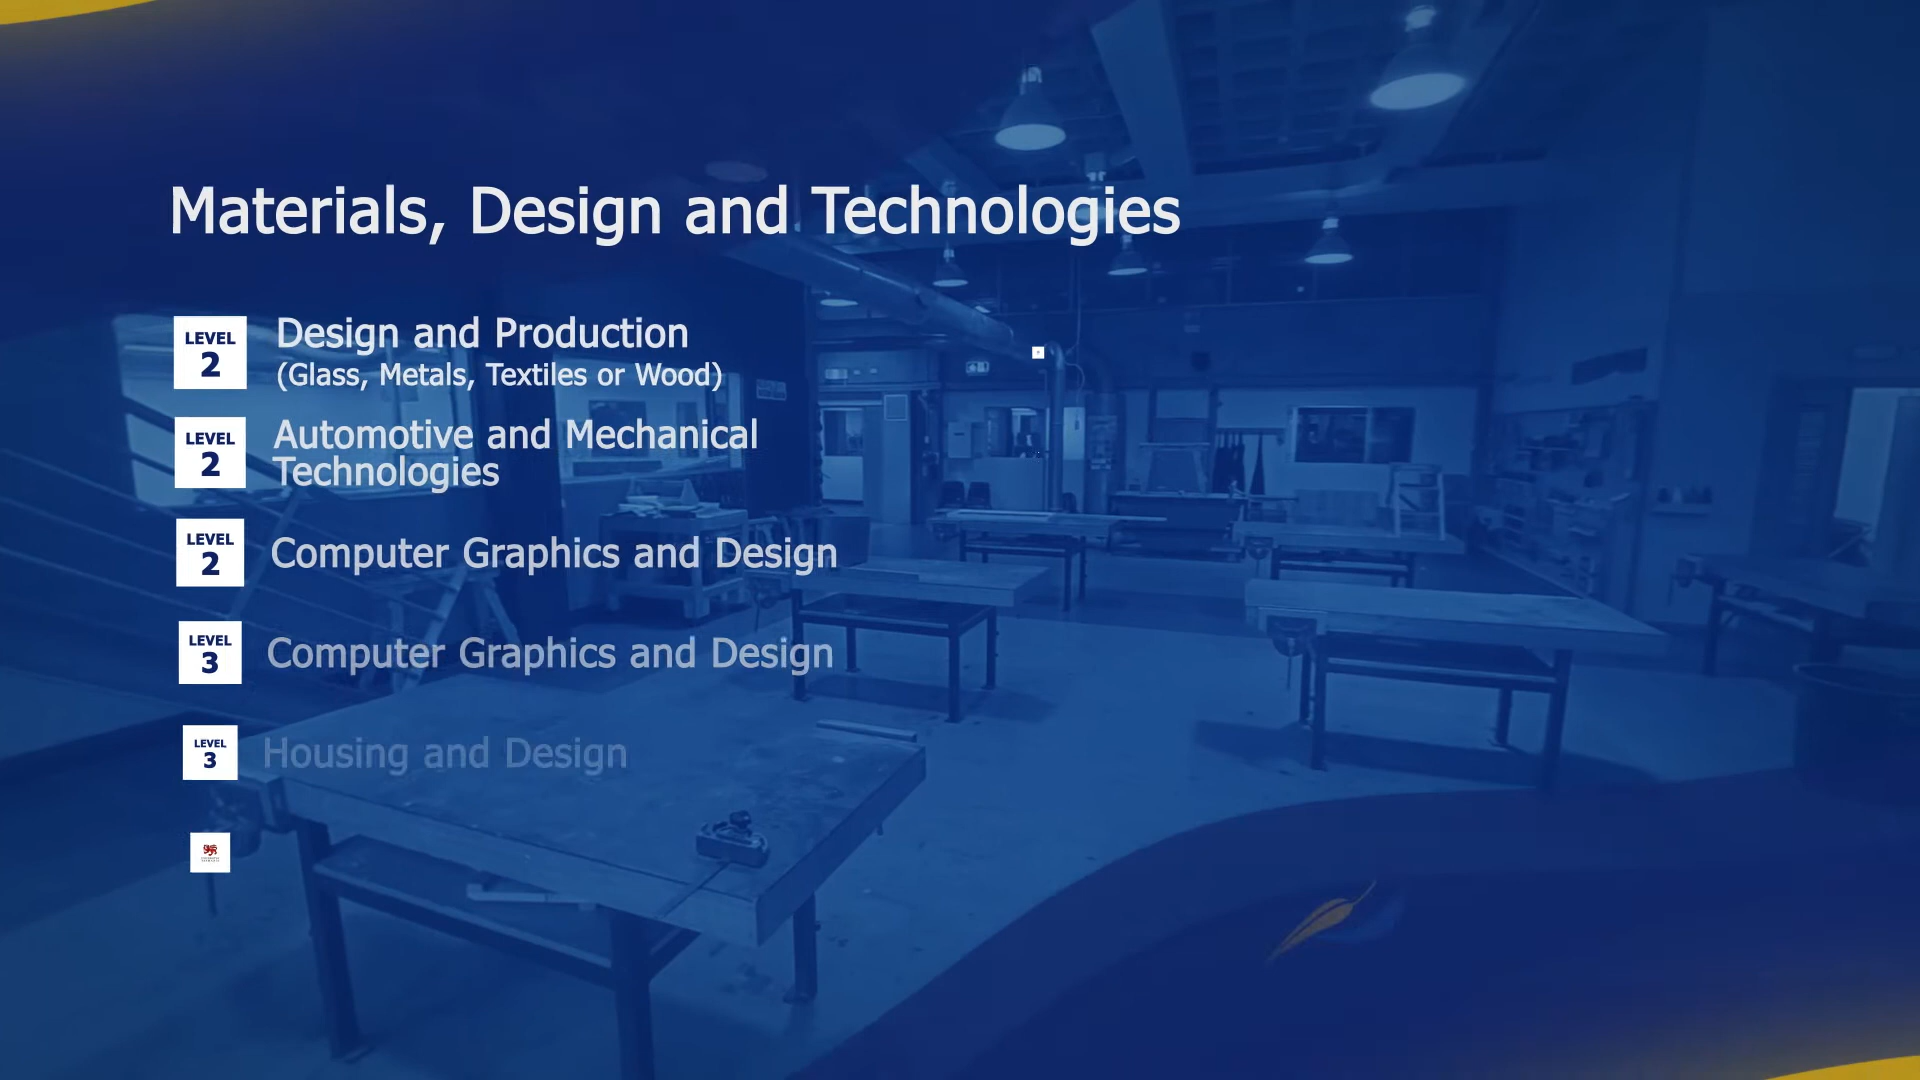 Materials, Design and Technologies
LEVEL
2
Design and Production
(Glass, Metals, Textiles or Wood)
LEVEL
2
Automotive and Mechanical
Technologies
LEVEL
2
Computer Graphics and Design
LEVEL
3
Computer Graphics and Design
LEVEL
3
Housing and Design